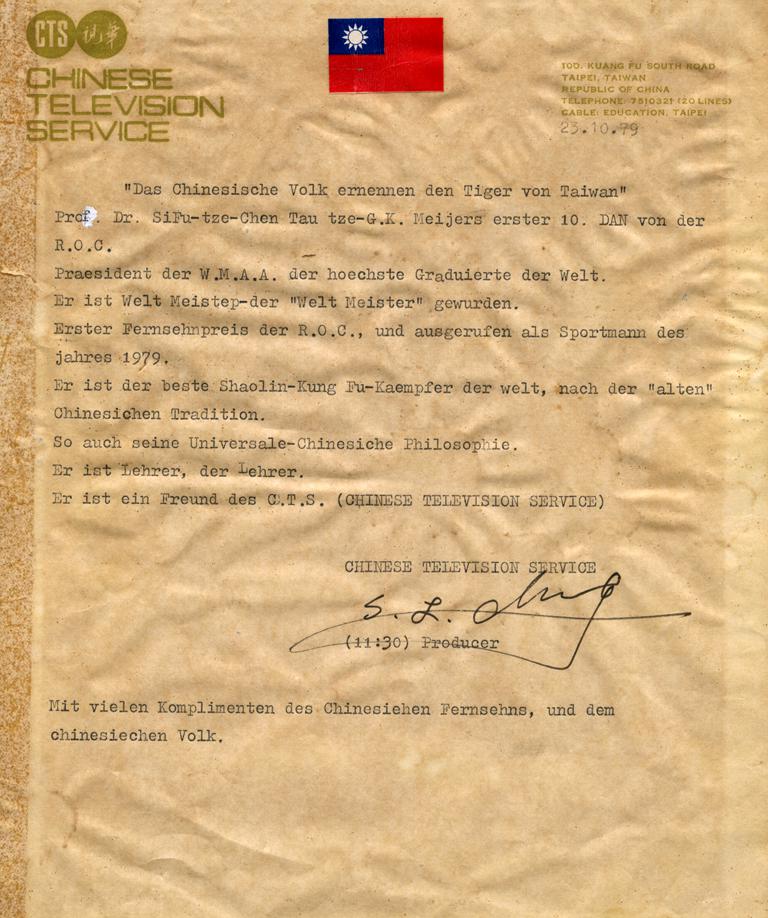 CTS 華視
CHINESE
TELEVISION
SERVICE
100, KUANG FU SOUTH ROAD
TAIPEI, TAIWAN
REPUBLIC OF CHINA
TELEPHONE: 7510321 (20 LINES)
CABLE: EDUCATION, TAIPEI
23.10.79
"Das Chinesische Volk ernennen den Tiger von Taiwan"
Prof. Dr. SiFu-tze-Chen Tau tze-G.K. Meijers erster 10. DAN von der
R.O.C.
Praesident der W.M.A.A. der hoechste Graduierte der Welt.
Er ist Welt Meistep-der "Welt Meister" gewurden.
Erster Fernsehnpreis der R.O.C., und ausgerufen als Sportmann des
jahres 1979.
Er ist der beste Shaolin-Kung Fu-Kaempfer der welt, nach der "alten"
Chinesichen Tradition.
So auch seine Universale-Chinesiche Philosophie.
Er ist Lehrer, der Lehrer.
Er ist ein Freund des C.T.S. (CHINESE TELEVISION SERVICE)
CHINESE TELEVISION SERVICE
S. L.
(11:30) Producer
Mit vielen Komplimenten des Chinesiehen Fernsehns, und dem
chinesiechen Volk.